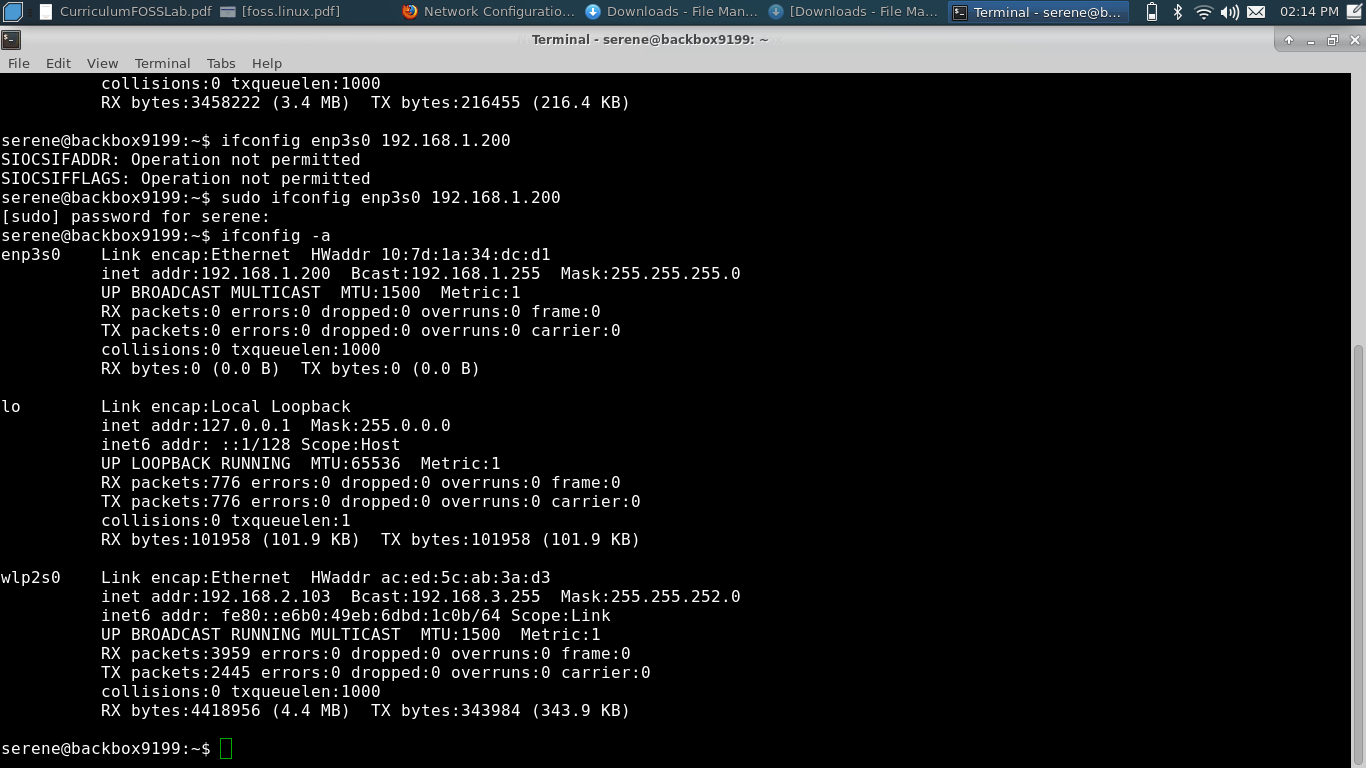 CurriculumFOSSLab.pdf [foss.linux.pdf] Network Configuratio... Downloads - File Man... [Downloads - File Ma... Terminal - serene@b... 02:14 PM
Terminal - serene@backbox9199: ~
File Edit View Terminal Tabs Help
collisions:0 txqueuelen:1000
RX bytes:3458222 (3.4 MB)  TX bytes:216455 (216.4 KB)
serene@backbox9199:~$ ifconfig enp3s0 192.168.1.200
SIOCSIFADDR: Operation not permitted
SIOCSIFFLAGS: Operation not permitted
serene@backbox9199:~$ sudo ifconfig enp3s0 192.168.1.200
[sudo] password for serene:
serene@backbox9199:~$ ifconfig -a
enp3s0    Link encap:Ethernet  HWaddr 10:7d:1a:34:dc:d1
inet addr:192.168.1.200  Bcast:192.168.1.255  Mask:255.255.255.0
UP BROADCAST MULTICAST  MTU:1500  Metric:1
RX packets:0 errors:0 dropped:0 overruns:0 frame:0
TX packets:0 errors:0 dropped:0 overruns:0 carrier:0
collisions:0 txqueuelen:1000
RX bytes:0 (0.0 B)  TX bytes:0 (0.0 B)
lo        Link encap:Local Loopback
inet addr:127.0.0.1  Mask:255.0.0.0
inet6 addr: ::1/128 Scope:Host
UP LOOPBACK RUNNING  MTU:65536  Metric:1
RX packets:776 errors:0 dropped:0 overruns:0 frame:0
TX packets:776 errors:0 dropped:0 overruns:0 carrier:0
collisions:0 txqueuelen:1
RX bytes:101958 (101.9 KB)  TX bytes:101958 (101.9 KB)
wlp2s0    Link encap:Ethernet  HWaddr ac:ed:5c:ab:3a:d3
inet addr:192.168.2.103  Bcast:192.168.3.255  Mask:255.255.252.0
inet6 addr: fe80::e6b0:49eb:6dbd:1c0b/64 Scope:Link
UP BROADCAST RUNNING MULTICAST  MTU:1500  Metric:1
RX packets:3959 errors:0 dropped:0 overruns:0 frame:0
TX packets:2445 errors:0 dropped:0 overruns:0 carrier:0
collisions:0 txqueuelen:1000
RX bytes:4418956 (4.4 MB)  TX bytes:343984 (343.9 KB)
serene@backbox9199:~$